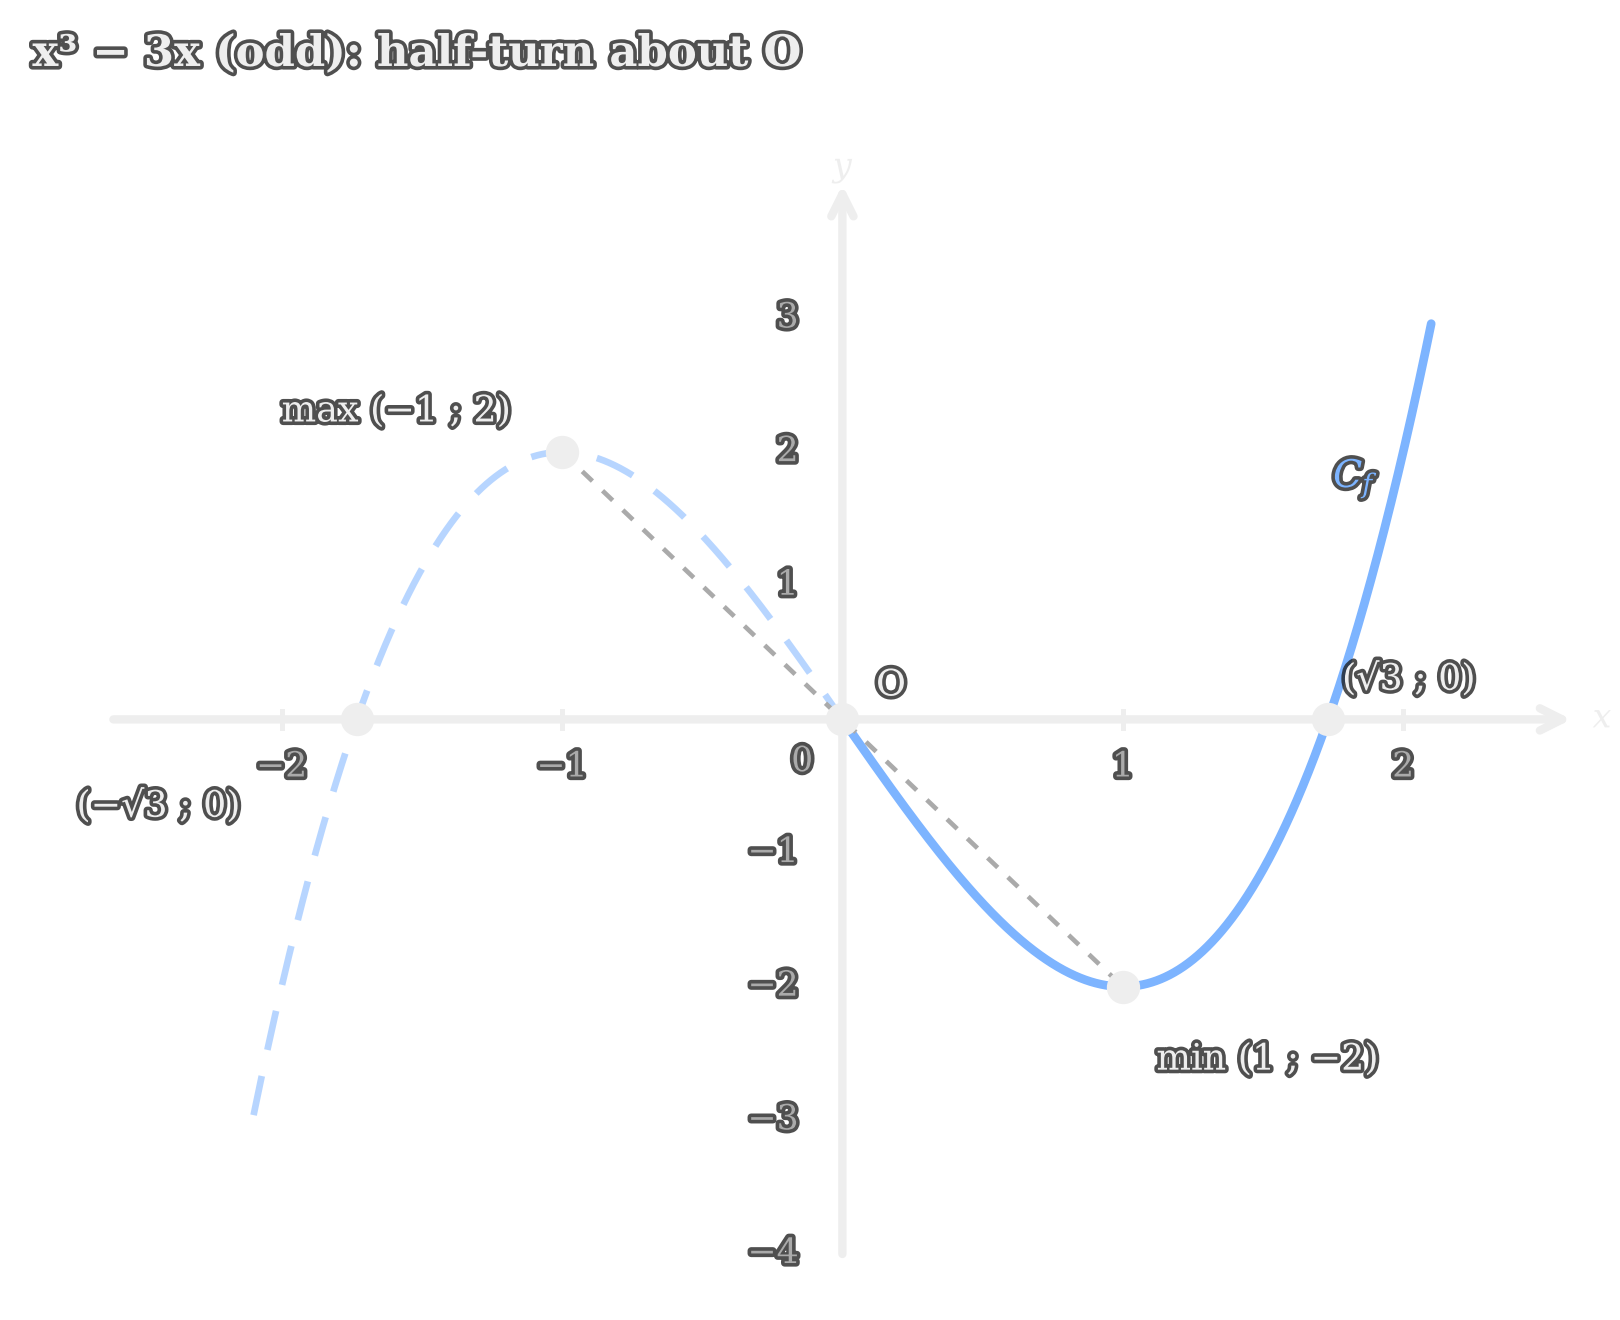 x³ − 3x (odd): half-turn about O
y
3
max (−1 ; 2)
2
C_f
1
O
(√3 ; 0)
x
−2
−1
0
1
2
(−√3 ; 0)
−1
−2
min (1 ; −2)
−3
−4